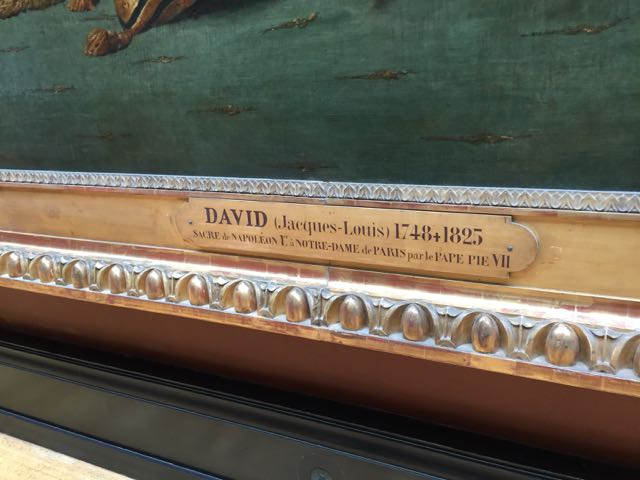 DAVID (Jacques-Louis) 1748+1825
SACRE de NAPOLÉON Iᵉʳ à NOTRE-DAME de PARIS par le PAPE PIE VII